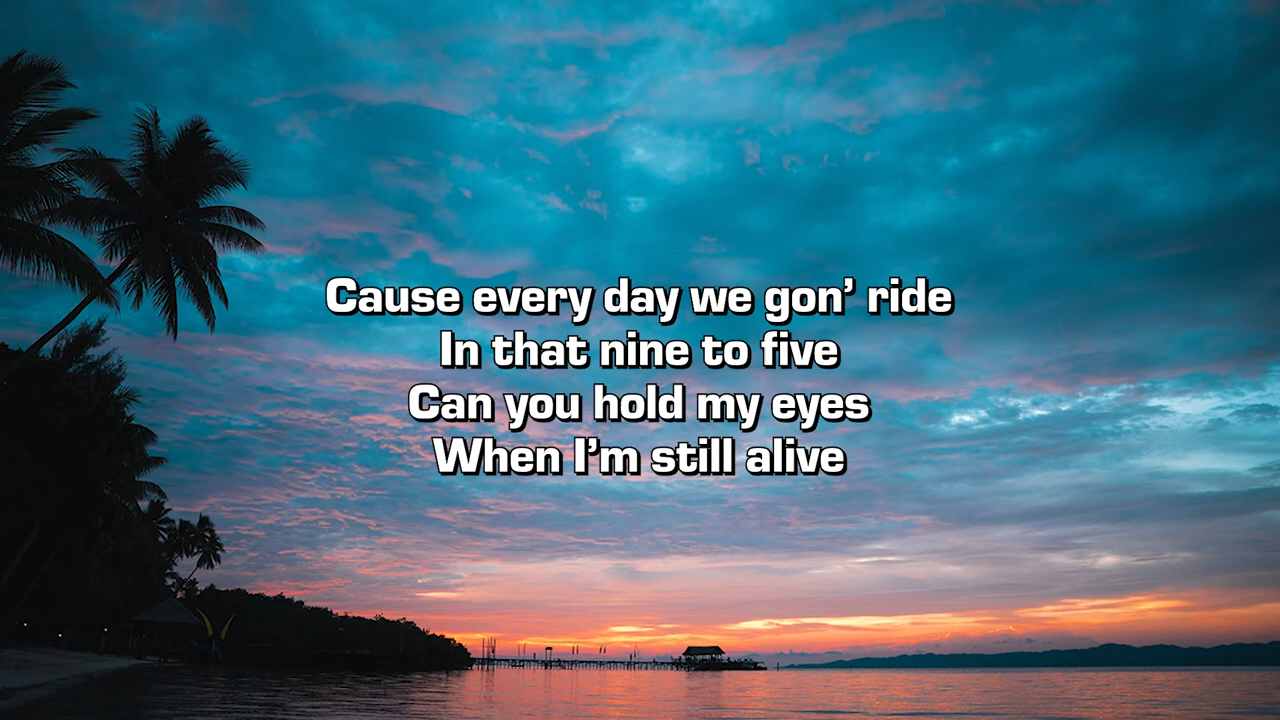 Cause every day we gon’ ride
In that nine to five
Can you hold my eyes
When I’m still alive